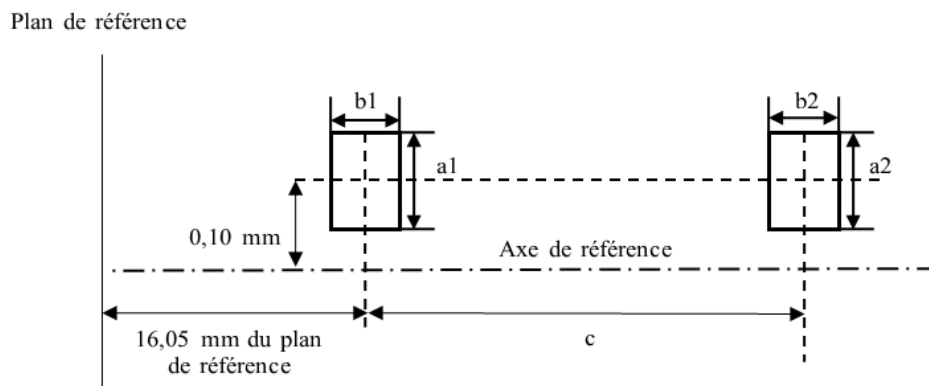 Plan de référence
b1
b2
a1
a2
0,10 mm
Axe de référence
16,05 mm du plan
de référence
c